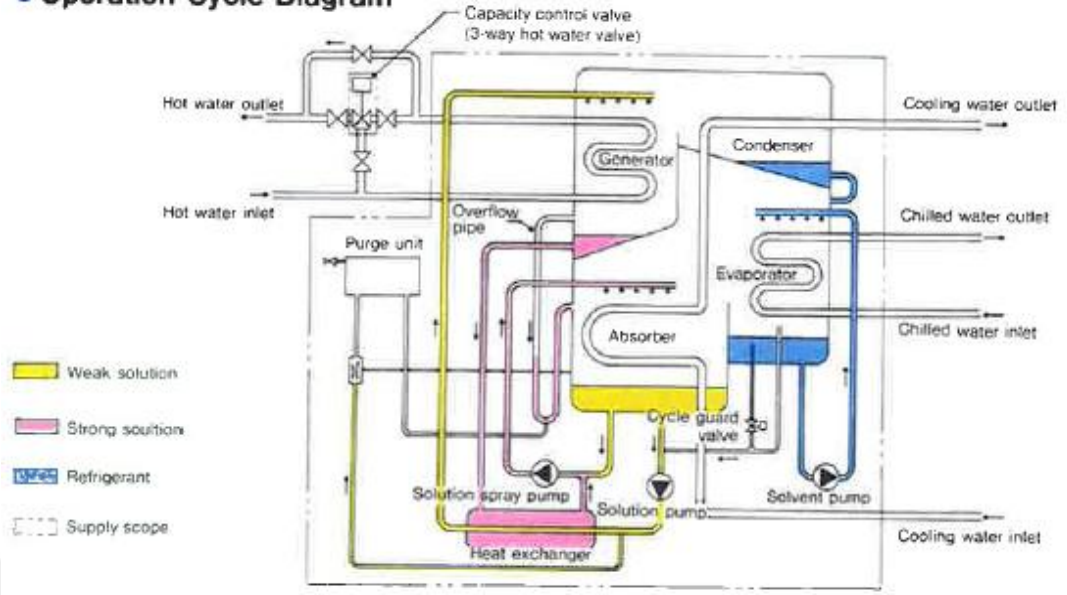 Operation Cycle Diagram
Capacity control valve
(3-way hot water valve)
Hot water outlet
Cooling water outlet
Condenser
Generator
Hot water inlet
Overflow
pipe
Chilled water outlet
Purge unit
Evaporator
Chilled water inlet
Absorber
Weak solution
Cycle guard
valve
Strong soultion
Refrigerant
Solution spray pump
Solution pump
Solvent pump
Supply scope
Cooling water inlet
Heat exchanger